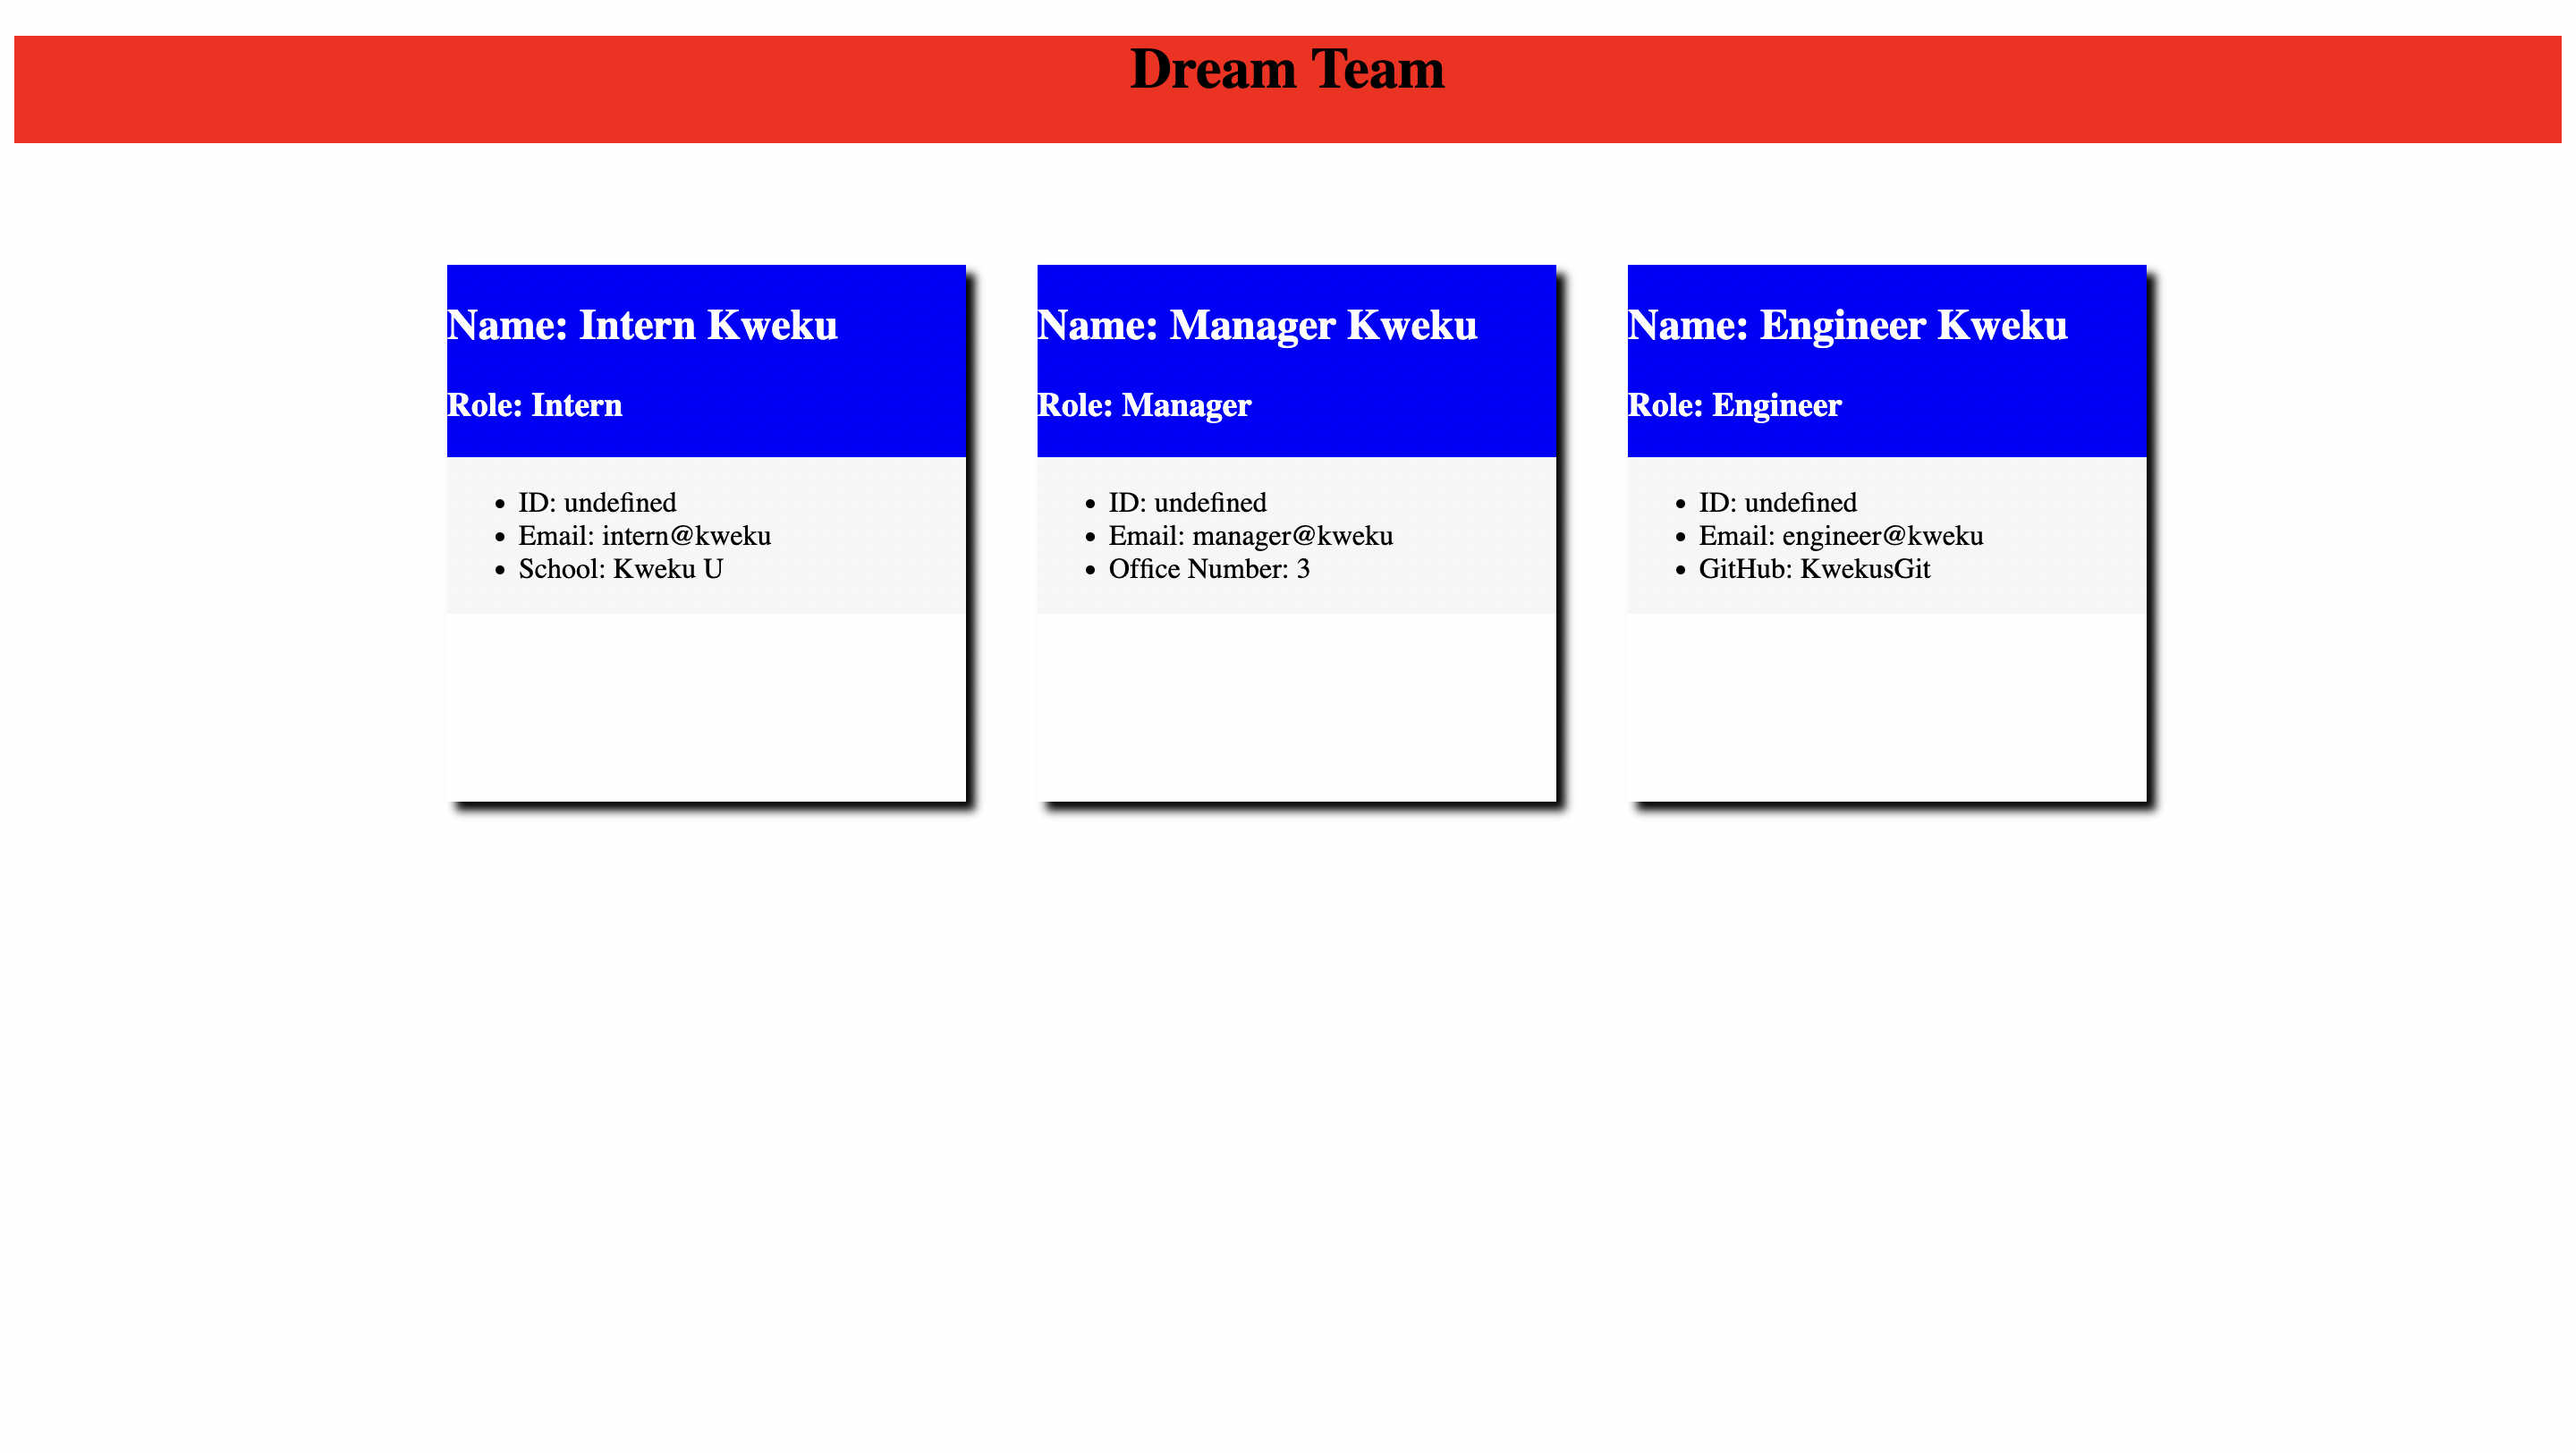 Dream Team
Name: Intern Kweku
Role: Intern
• ID: undefined
• Email: intern@kweku
• School: Kweku U
Name: Manager Kweku
Role: Manager
• ID: undefined
• Email: manager@kweku
• Office Number: 3
Name: Engineer Kweku
Role: Engineer
• ID: undefined
• Email: engineer@kweku
• GitHub: KwekusGit